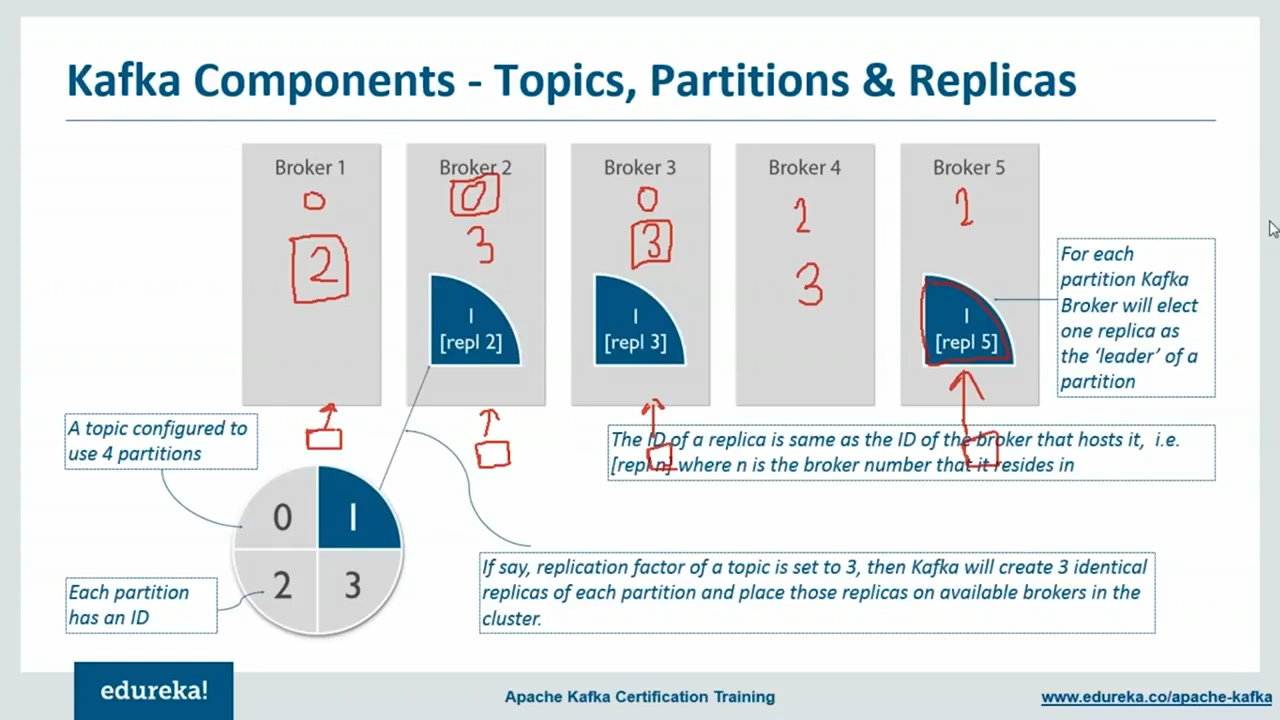 Kafka Components - Topics, Partitions & Replicas
Broker 1
Broker 2
Broker 3
Broker 4
Broker 5
0
0
0
2
2
2
3
3
3
1
[repl 2]
1
[repl 3]
1
[repl 5]
For each
partition Kafka
Broker will elect
one replica as
the ‘leader’ of a
partition
A topic configured to
use 4 partitions
The ID of a replica is same as the ID of the broker that hosts it, i.e.
[repl n] where n is the broker number that it resides in
0
1
2
3
Each partition
has an ID
If say, replication factor of a topic is set to 3, then Kafka will create 3 identical
replicas of each partition and place those replicas on available brokers in the
cluster.
edureka!
Apache Kafka Certification Training
www.edureka.co/apache-kafka